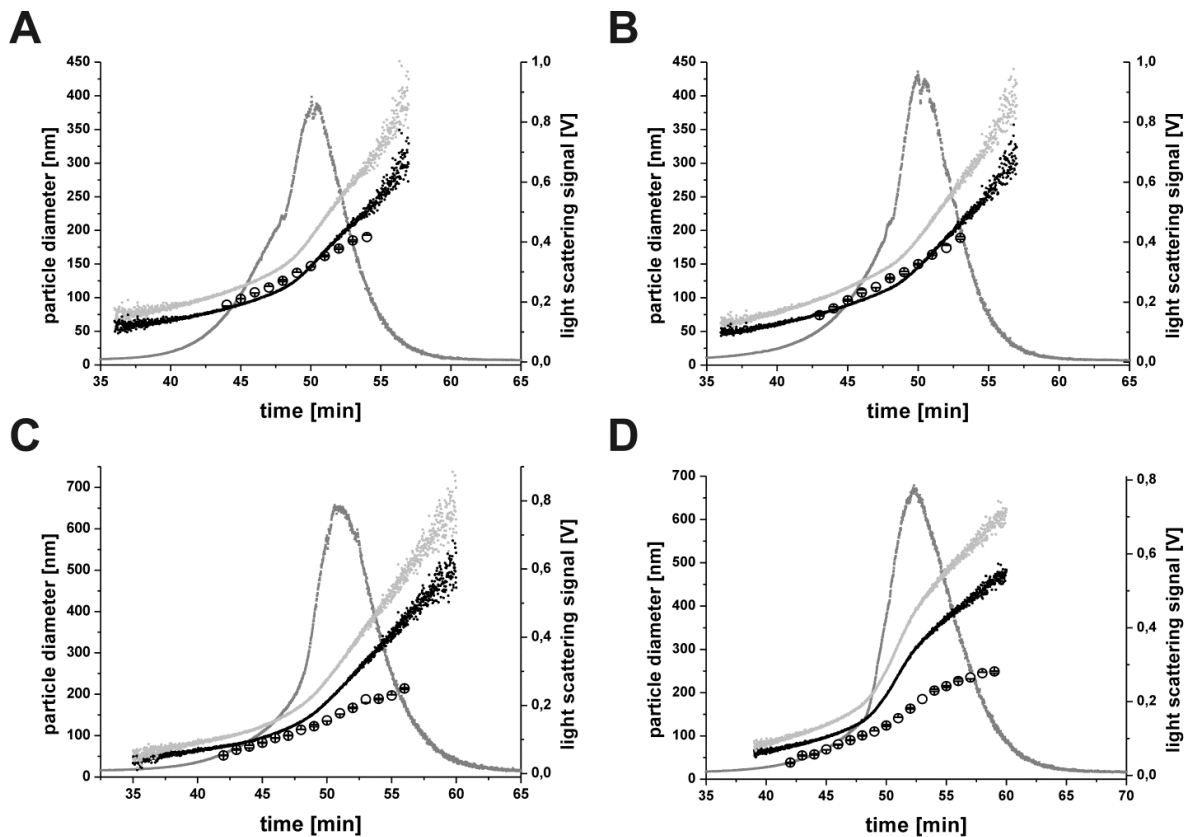 A
450
400
350
300
250
200
150
100
50
0
particle diameter [nm]
35 40 45 50 55 60 65
time [min]
1,0
0,8
0,6
0,4
0,2
0,0
light scattering signal [V]
B
450
400
350
300
250
200
150
100
50
0
particle diameter [nm]
35 40 45 50 55 60 65
time [min]
1,0
0,8
0,6
0,4
0,2
0,0
light scattering signal [V]
C
700
600
500
400
300
200
100
0
particle diameter [nm]
35 40 45 50 55 60 65
time [min]
0,8
0,6
0,4
0,2
0,0
light scattering signal [V]
D
700
600
500
400
300
200
100
0
particle diameter [nm]
35 40 45 50 55 60 65 70
time [min]
0,8
0,6
0,4
0,2
0,0
light scattering signal [V]